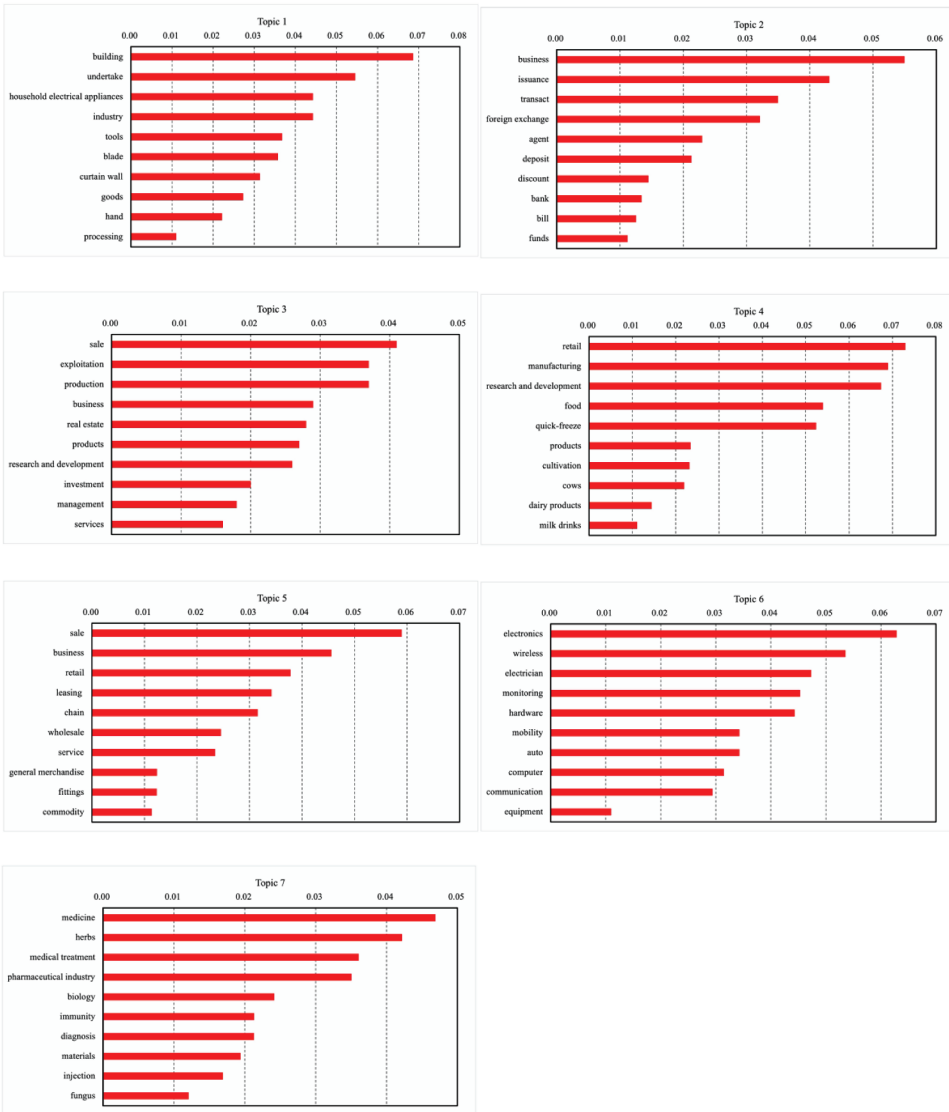 Topic 1
0.00 0.01 0.02 0.03 0.04 0.05 0.06 0.07 0.08
building
undertake
household electrical appliances
industry
tools
blade
curtain wall
goods
hand
processing
Topic 2
0.00 0.01 0.02 0.03 0.04 0.05 0.06
business
issuance
transact
foreign exchange
agent
deposit
discount
bank
bill
funds
Topic 3
0.00 0.01 0.02 0.03 0.04 0.05
sale
exploitation
production
business
real estate
products
research and development
investment
management
services
Topic 4
0.00 0.01 0.02 0.03 0.04 0.05 0.06 0.07 0.08
retail
manufacturing
research and development
food
quick-freeze
products
cultivation
cows
dairy products
milk drinks
Topic 5
0.00 0.01 0.02 0.03 0.04 0.05 0.06 0.07
sale
business
retail
leasing
chain
wholesale
service
general merchandise
fittings
commodity
Topic 6
0.00 0.01 0.02 0.03 0.04 0.05 0.06 0.07
electronics
wireless
electrician
monitoring
hardware
mobility
auto
computer
communication
equipment
Topic 7
0.00 0.01 0.02 0.03 0.04 0.05
medicine
herbs
medical treatment
pharmaceutical industry
biology
immunity
diagnosis
materials
injection
fungus